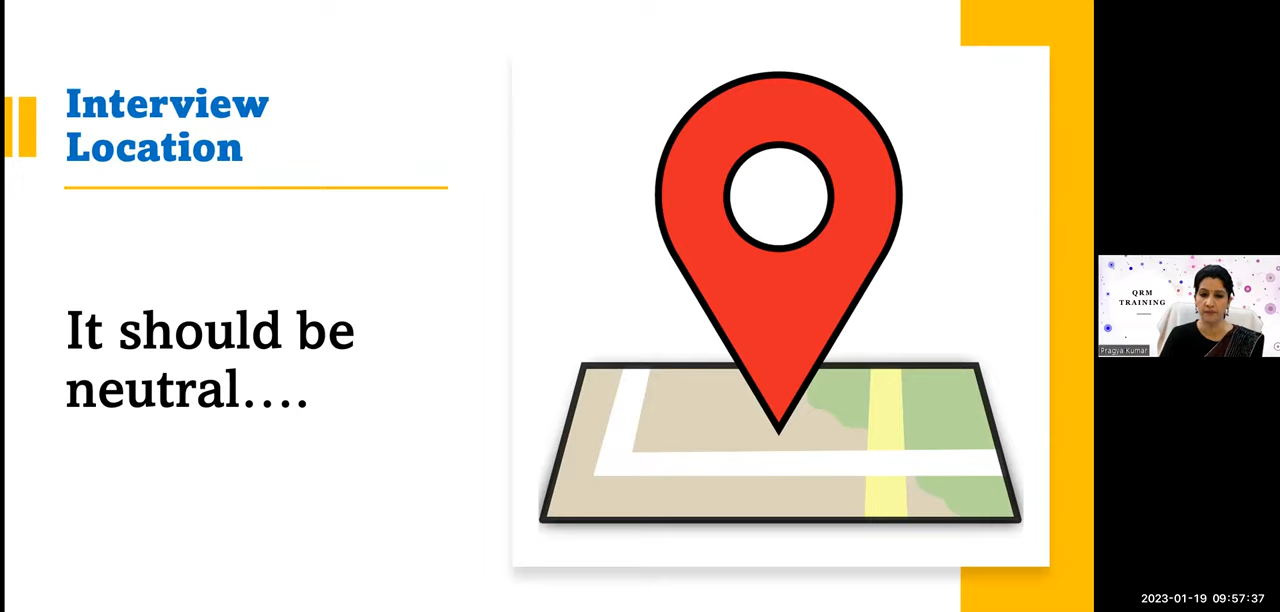 Interview
Location
It should be
neutral....
QRM
TRAINING
Pragya Kumar
2023-01-19 09:57:37